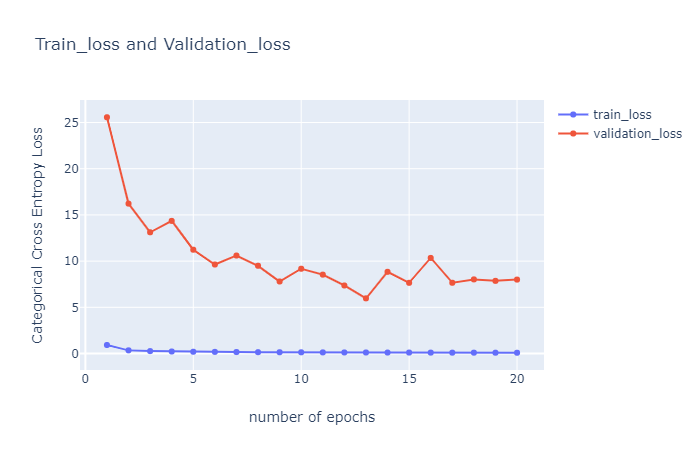 Train_loss and Validation_loss
train_loss
validation_loss
Categorical Cross Entropy Loss
25
20
15
10
5
0
0 5 10 15 20
number of epochs